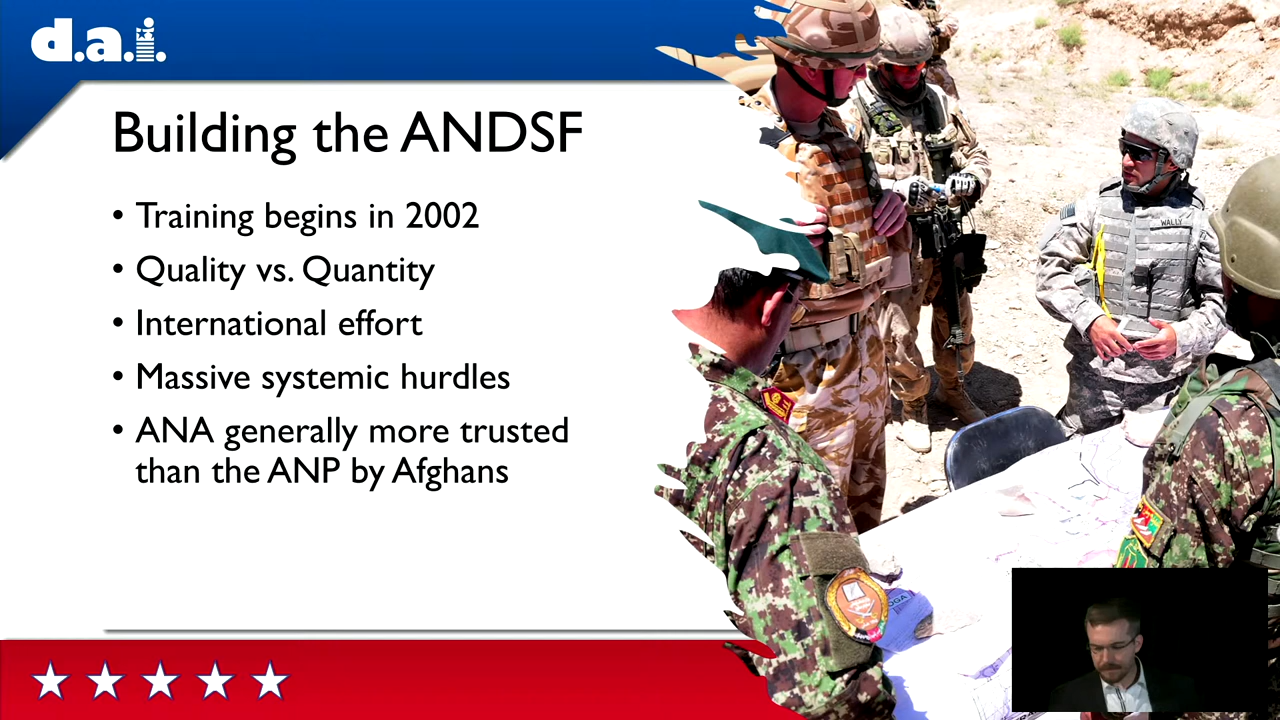 d.a.i.
Building the ANDSF
• Training begins in 2002
• Quality vs. Quantity
• International effort
• Massive systemic hurdles
• ANA generally more trusted
than the ANP by Afghans
WALLY